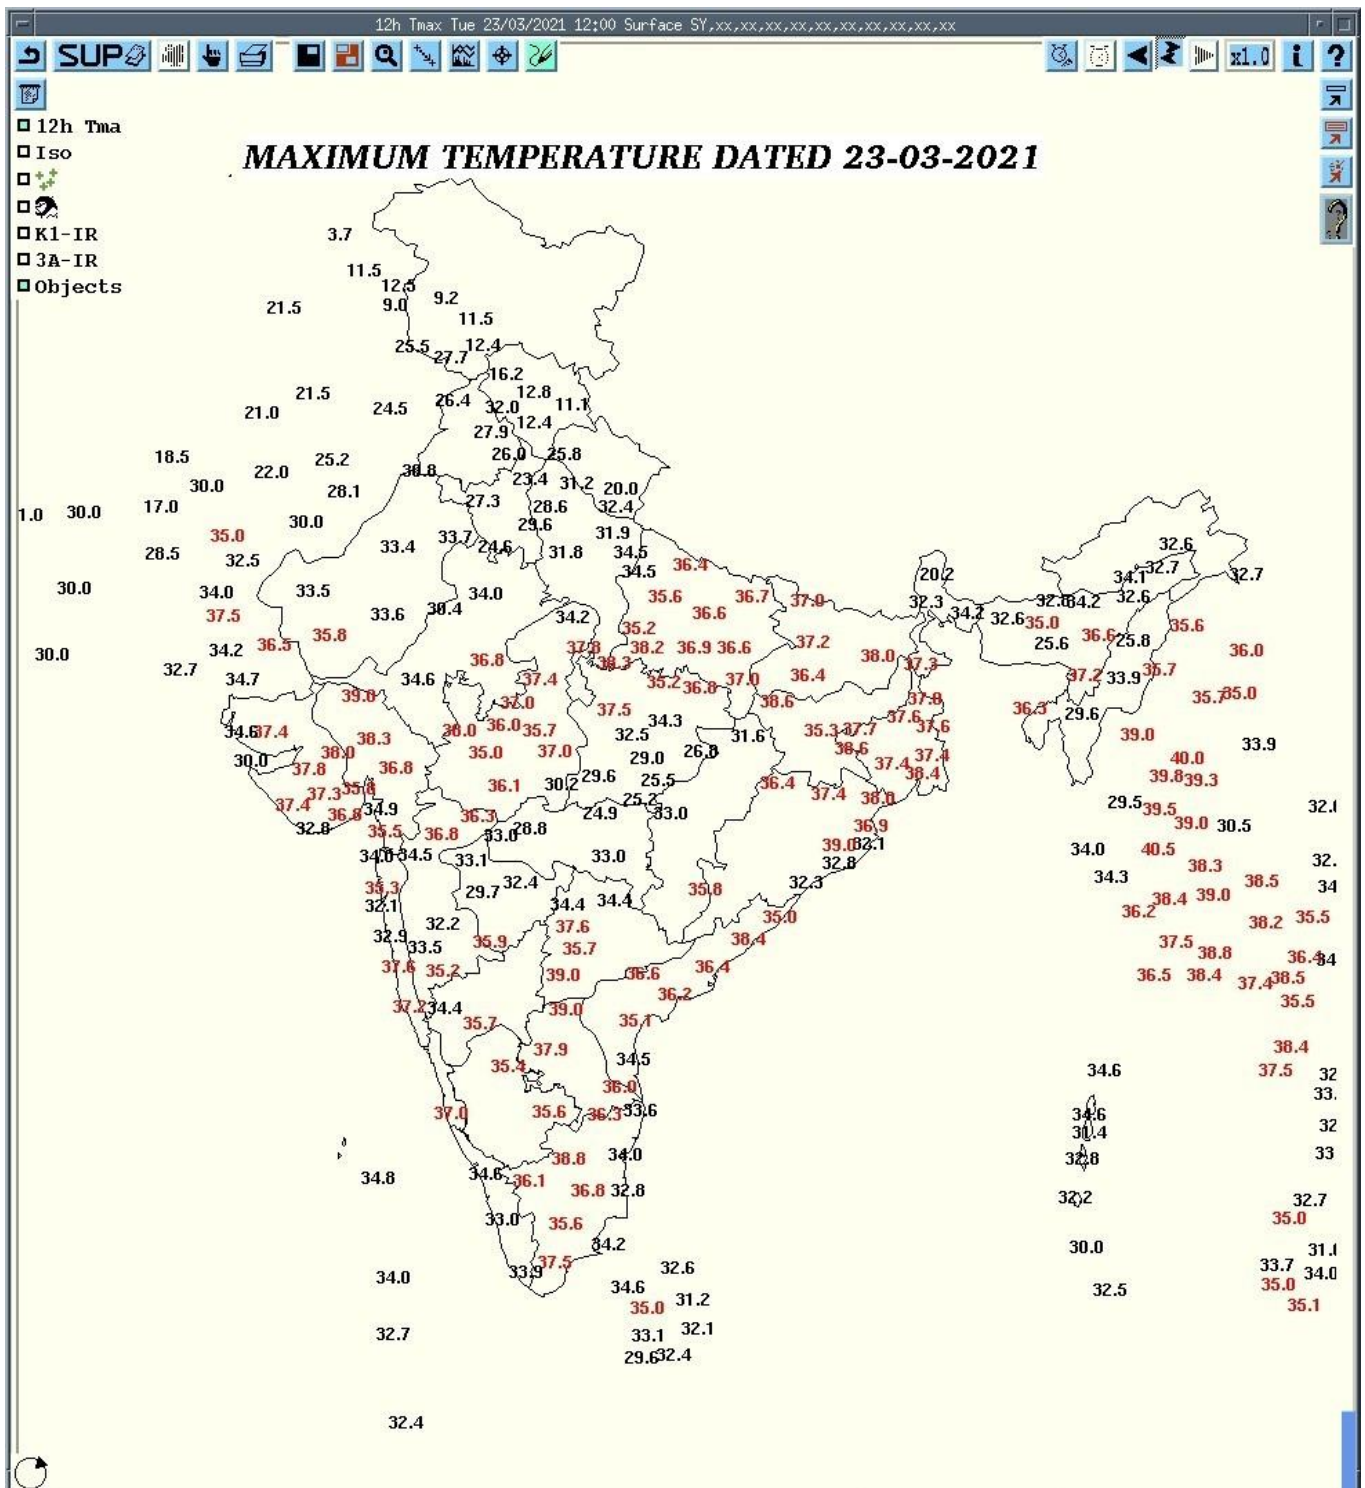 12h Tmax Tue 23/03/2021 12:00 Surface SY,xx,xx,xx,xx,xx,xx,xx,xx,xx,xx
SUP x1.0 i ?
12h Tma
Iso
K1-IR
3A-IR
Objects
MAXIMUM TEMPERATURE DATED 23-03-2021
3.7
11.5
12.5
9.0 9.2
21.5 11.5
25.5 27.7 12.4
16.2
21.5 12.8
21.0 24.5 26.4 32.0 11.1
27.9 12.4
18.5 22.0 25.2 26.0 25.8
30.8 23.4 31.2 20.0
30.0 28.1 27.3
1.0 30.0 17.0 30.0 28.6 32.4
35.0 29.6 31.9
28.5 32.5 33.4 33.7 24.6 31.8 34.5 32.6
34.5 36.4 20.2 34.1 32.7 32.7
30.0 34.0 33.5 34.0 35.6 36.7 37.0 32.3 34.2 34.2 32.6
37.5 33.6 30.4 34.2 36.6 32.6 35.0 35.6
36.5 35.8 35.2 37.2 25.6 36.6 25.8
30.0 34.2 38.2 36.9 36.6 38.0 36.0
32.7 34.7 34.6 36.8 37.4 38.3 35.2 36.8 37.0 36.4 37.3 37.2 33.9 35.7
39.0 37.0 37.5 38.6 36.3 29.6 35.0
37.4 36.0 35.7 34.3 35.3 37.7 37.6 37.6
38.3 32.5 31.6 39.0 33.9
30.0 38.0 35.0 37.0 29.0 26.8 38.6 37.4 40.0
37.8 36.8 37.4 38.4 39.8 39.3
37.3 36.1 30.2 29.6 25.5 36.4 37.4 38.0
37.4 34.9 25.2 29.5 39.5
32.8 35.5 36.8 36.3 28.8 24.9 33.0 36.9 39.0 30.5
33.0 39.0 32.1
34.5 33.1 33.0 32.8 34.0 40.5
35.3 29.7 32.4 35.8 32.3 34.3 38.3 38.5
32.1 34.4 34.4 38.4 39.0
32.2 37.6 35.0 36.2 38.2 35.5
32.9 33.5 35.9 35.7 38.4 37.5 38.8 36.4
37.6 35.2 39.0 36.6 36.4 36.5 38.4 37.4 38.5
36.2 35.5
37.2 34.4 39.0
35.7 35.1
37.9 34.5 38.4
35.4 34.6 37.5
36.0
37.0 35.6 36.3 33.6 34.6
31.4
38.8 34.0 32.8
34.8 34.6 36.1
36.8 32.8 32.2 32.7
33.0 35.6 35.0
34.2 30.0
33.9 37.5 32.6 33.7
34.0 34.6 32.5 35.0 34.0
35.0 31.2 35.1
32.7 33.1 32.1
29.6 32.4
32.4